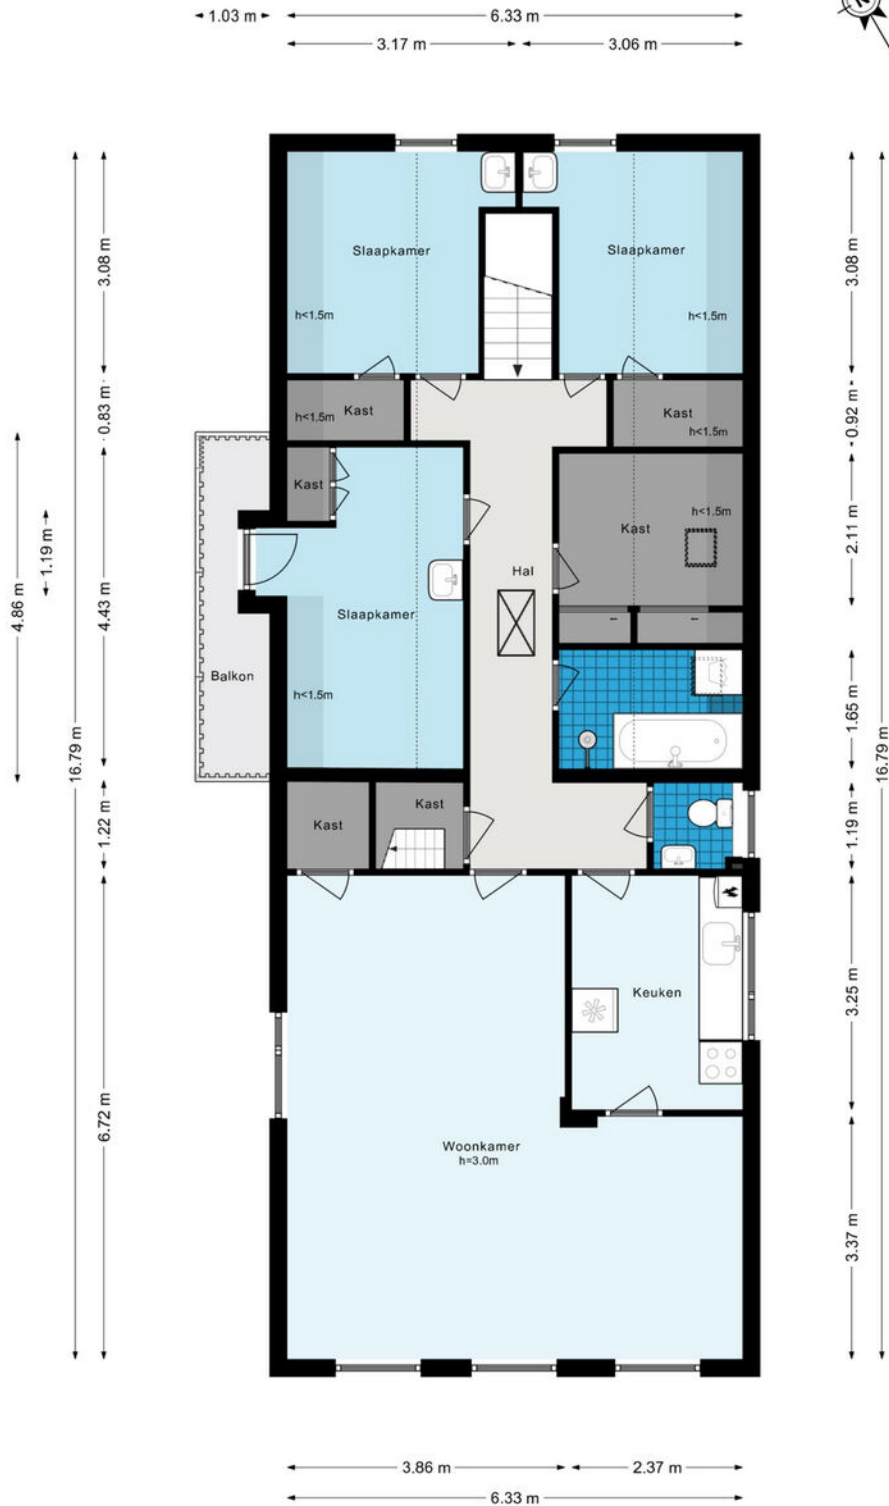 1.03 m
6.33 m
3.17 m
3.06 m
N
Slaapkamer
Slaapkamer
h<1.5m
h<1.5m
3.08 m
3.08 m
Kast
h<1.5m
Kast
h<1.5m
0.83 m
0.92 m
Kast
Kast
h<1.5m
2.11 m
Hal
Slaapkamer
h<1.5m
Balkon
4.86 m
1.19 m
4.43 m
1.65 m
16.79 m
16.79 m
Kast
Kast
1.22 m
1.19 m
Keuken
3.25 m
6.72 m
Woonkamer
h=3.0m
3.37 m
3.86 m
2.37 m
6.33 m